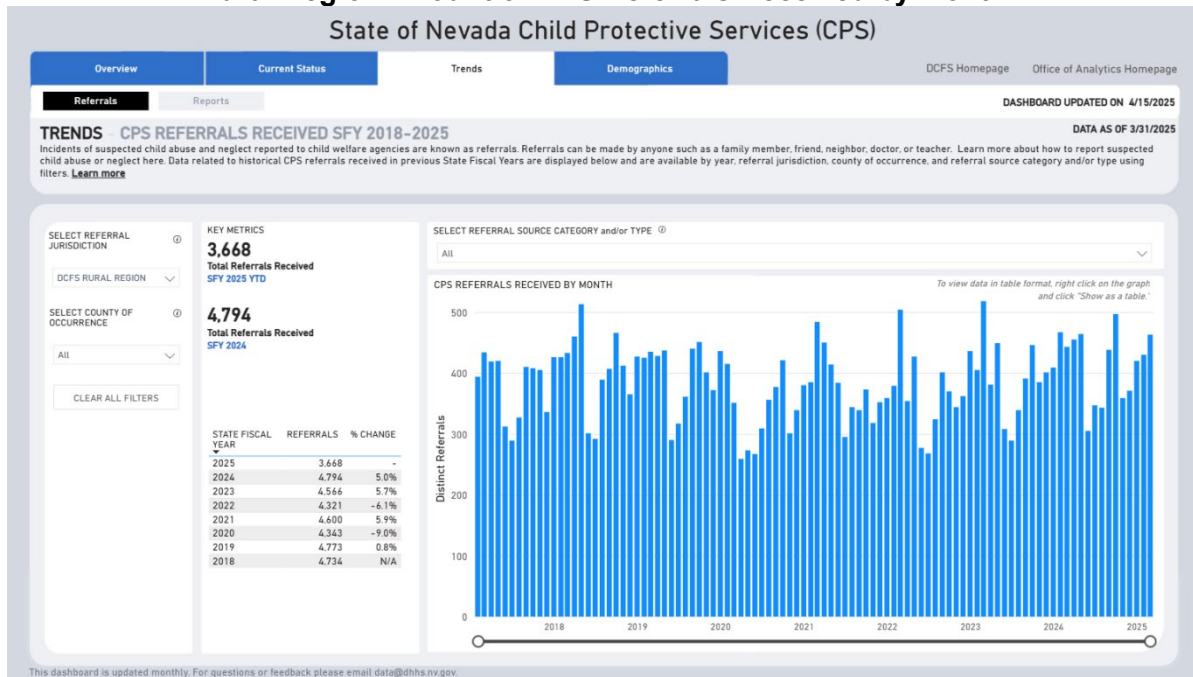 State of Nevada Child Protective Services (CPS)
Overview
Current Status
Trends
Demographics
DCFS Homepage
Office of Analytics Homepage
Referrals
Reports
DASHBOARD UPDATED ON 4/15/2025
TRENDS - CPS REFERRALS RECEIVED SFY 2018-2025
DATA AS OF 3/31/2025
Incidents of suspected child abuse and neglect reported to child welfare agencies are known as referrals. Referrals can be made by anyone such as a family member, friend, neighbor, doctor, or teacher. Learn more about how to report suspected
child abuse or neglect here. Data related to historical CPS referrals received in previous State Fiscal Years are displayed below and are available by year, referral jurisdiction, county of occurrence, and referral source category and/or type using
filters. Learn more
SELECT REFERRAL
JURISDICTION
DCFS RURAL REGION
SELECT COUNTY OF
OCCURRENCE
All
CLEAR ALL FILTERS
KEY METRICS
3,668
Total Referrals Received
SFY 2025 YTD
4,794
Total Referrals Received
SFY 2024
STATE FISCAL YEAR REFERRALS % CHANGE
2025 3,668 -
2024 4,794 5.0%
2023 4,566 5.7%
2022 4,321 -6.1%
2021 4,600 5.9%
2020 4,343 -9.0%
2019 4,773 0.8%
2018 4,734 N/A
SELECT REFERRAL SOURCE CATEGORY and/or TYPE
All
CPS REFERRALS RECEIVED BY MONTH
To view data in table format, right click on the graph
and click "Show as a table."
Distinct Referrals
500
400
300
200
100
0
2018 2019 2020 2021 2022 2023 2024 2025
This dashboard is updated monthly. For questions or feedback please email data@dhhs.nv.gov.